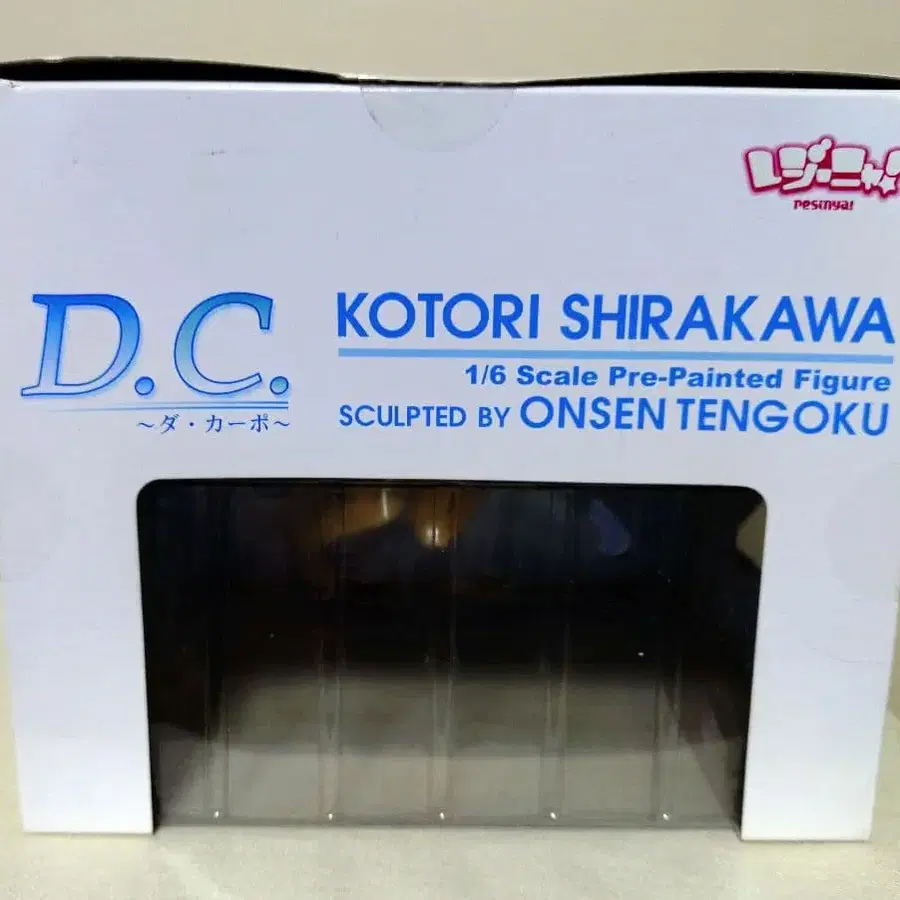 レジーニャ!
resinya!
D.C.
～ダ・カーポ～
KOTORI SHIRAKAWA
1/6 Scale Pre-Painted Figure
SCULPTED BY ONSEN TENGOKU